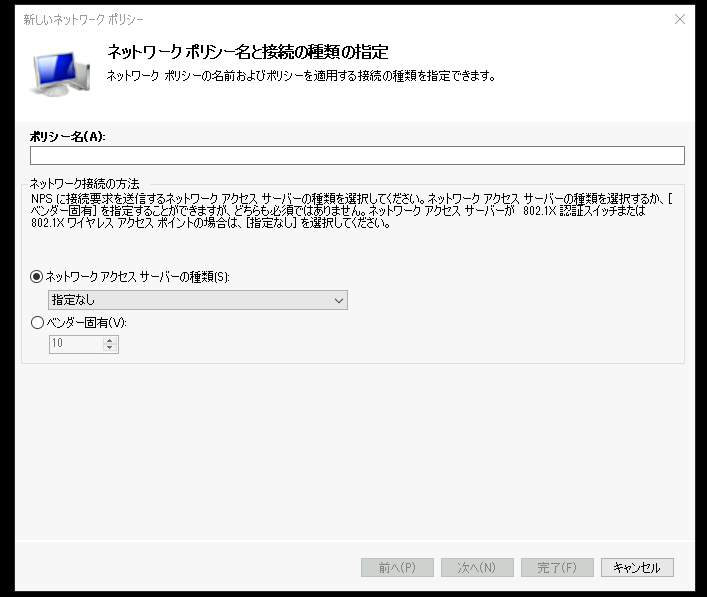 新しいネットワーク ポリシー
ネットワーク ポリシー名と接続の種類の指定
ネットワーク ポリシーの名前およびポリシーを適用する接続の種類を指定できます。
ポリシー名(A):
ネットワーク接続の方法
NPS に接続要求を送信するネットワーク アクセス サーバーの種類を選択してください。ネットワーク アクセス サーバーの種類を選択するか、[
ベンダー固有] を指定することができますが、どちらも必須ではありません。ネットワーク アクセス サーバーが 802.1X 認証スイッチまたは
802.1X ワイヤレス アクセス ポイントの場合は、[指定なし] を選択してください。
ネットワーク アクセス サーバーの種類(S):
指定なし
ベンダー固有(V):
10
前へ(P) 次へ(N) 完了(F) キャンセル